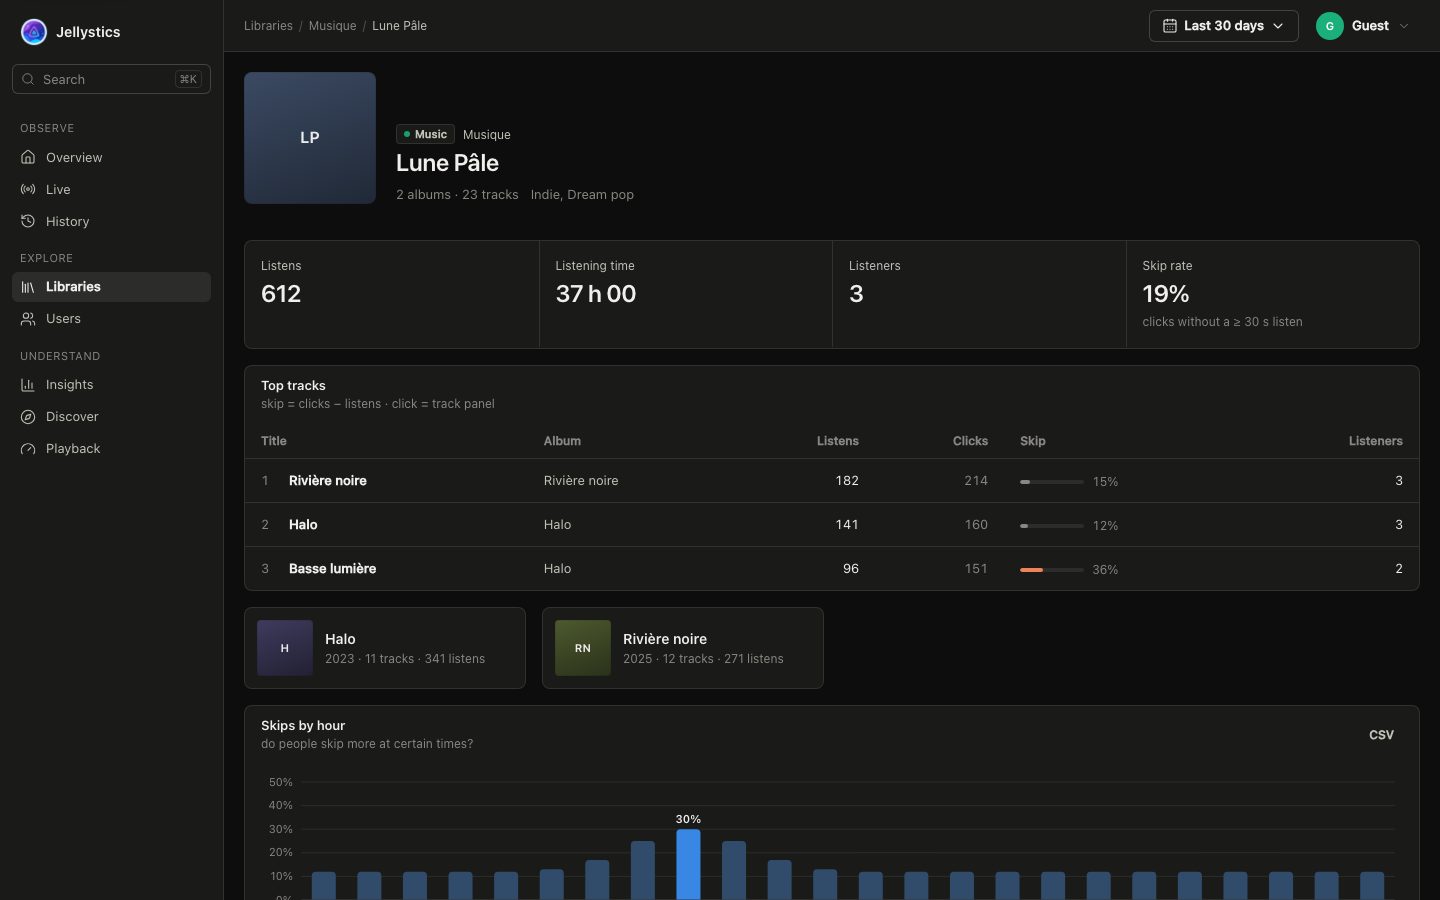 Jellystics
Search ⌘K
OBSERVE
Overview
Live
History
EXPLORE
Libraries
Users
UNDERSTAND
Insights
Discover
Playback
Libraries / Musique / Lune Pâle
Last 30 days
G Guest
LP
Music Musique
Lune Pâle
2 albums · 23 tracks Indie, Dream pop
Listens
612
Listening time
37 h 00
Listeners
3
Skip rate
19%
clicks without a ≥ 30 s listen
Top tracks
skip = clicks − listens · click = track panel
Title Album Listens Clicks Skip Listeners
1 Rivière noire Rivière noire 182 214 15% 3
2 Halo Halo 141 160 12% 3
3 Basse lumière Halo 96 151 36% 2
H
Halo
2023 · 11 tracks · 341 listens
RN
Rivière noire
2025 · 12 tracks · 271 listens
Skips by hour
do people skip more at certain times?
CSV
50%
40%
30%
30%
20%
10%
0%